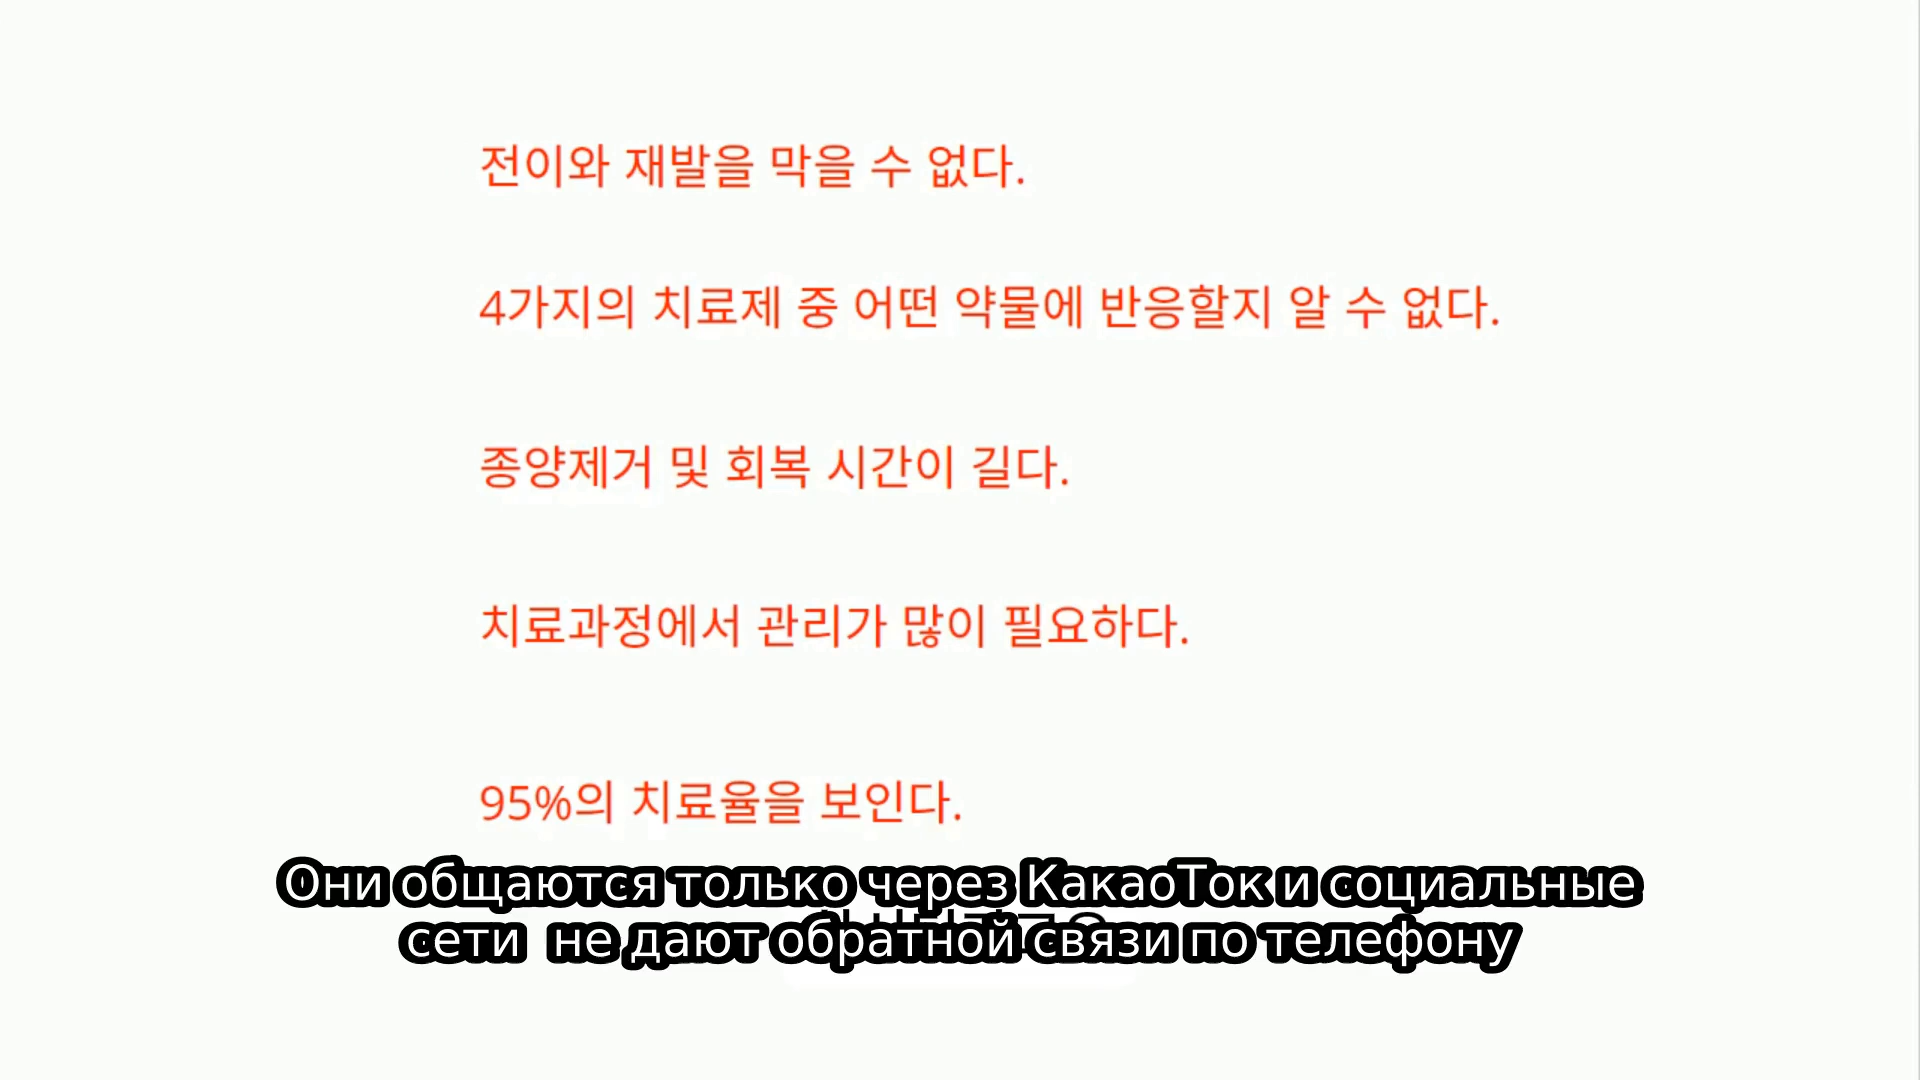 전이와 재발을 막을 수 없다.
4가지의 치료제 중 어떤 약물에 반응할지 알 수 없다.
종양제거 및 회복 시간이 길다.
치료과정에서 관리가 많이 필요하다.
95%의 치료율을 보인다.
Они общаются только через КакаоТок и социальные
сети не дают обратной связи по телефону